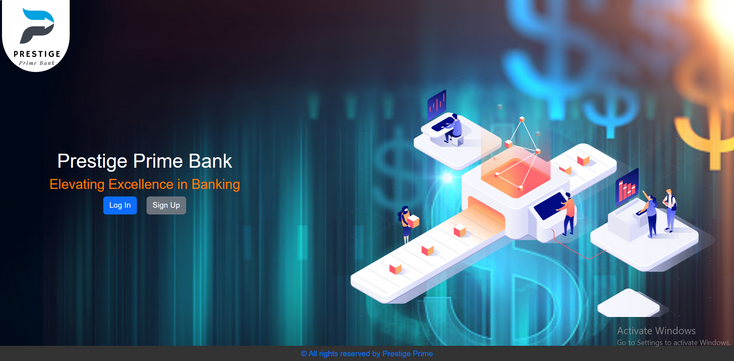 PRESTIGE
Prime Bank
Prestige Prime Bank
Elevating Excellence in Banking
Log In
Sign Up
Activate Windows
Go to Settings to activate Windows.
© All rights reserved by Prestige Prime